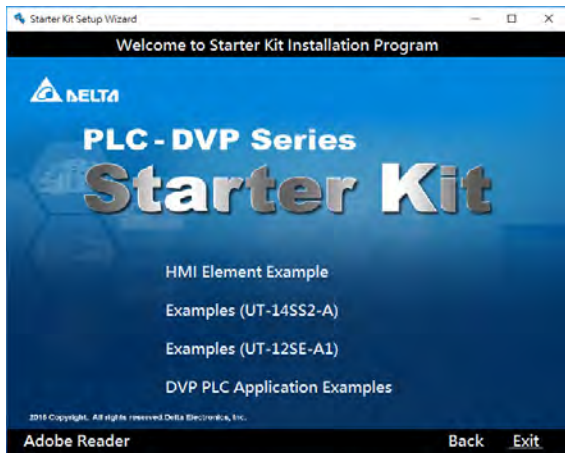 Starter Kit Setup Wizard
Welcome to Starter Kit Installation Program
DELTA
PLC-DVP Series
Starter Kit
HMI Element Example
Examples (UT-14SS2-A)
Examples (UT-12SE-A1)
DVP PLC Application Examples
2015 Copyright. All rights reserved Delta Electronics, Inc.
Adobe Reader Back Exit